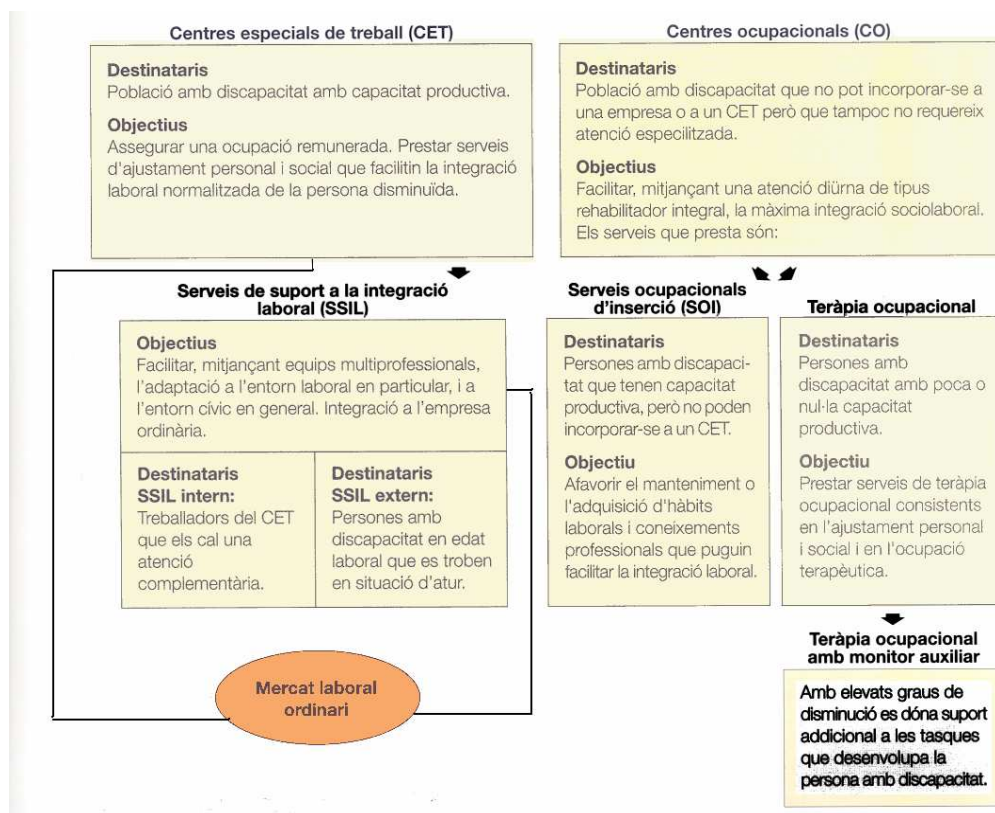 Centres especials de treball (CET)
Destinataris
Població amb discapacitat amb capacitat productiva.
Objectius
Assegurar una ocupació remunerada. Prestar serveis
d'ajustament personal i social que facilitin la integració
laboral normalitzada de la persona disminuïda.
Centres ocupacionals (CO)
Destinataris
Població amb discapacitat que no pot incorporar-se a
una empresa o a un CET però que tampoc no requereix
atenció especilitzada.
Objectius
Facilitar, mitjançant una atenció diürna de tipus
rehabilitador integral, la màxima integració sociolaboral.
Els serveis que presta són:
Serveis de suport a la integració
laboral (SSIL)
Objectius
Facilitar, mitjançant equips multiprofessionals,
l'adaptació a l'entorn laboral en particular, i a
l'entorn cívic en general. Integració a l'empresa
ordinària.
Destinataris
SSIL intern:
Treballadors del CET
que els cal una
atenció
complementària.
Destinataris
SSIL extern:
Persones amb
discapacitat en edat
laboral que es troben
en situació d'atur.
Serveis ocupacionals
d'inserció (SOI)
Destinataris
Persones amb discapaci-
tat que tenen capacitat
productiva, però no poden
incorporar-se a un CET.
Objectiu
Afavorir el manteniment o
l'adquisició d'hàbits
laborals i coneixements
professionals que puguin
facilitar la integració laboral.
Teràpia ocupacional
Destinataris
Persones amb
discapacitat amb poca o
nul·la capacitat
productiva.
Objectiu
Prestar serveis de teràpia
ocupacional consistents
en l'ajustament personal
i social i en l'ocupació
terapèutica.
Teràpia ocupacional
amb monitor auxiliar
Amb elevats graus de
disminució es dóna suport
addicional a les tasques
que desenvolupa la
persona amb discapacitat.
Mercat laboral
ordinari